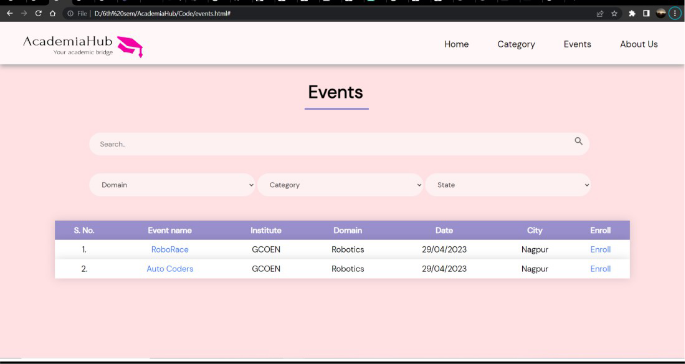 File | D:/6th%20sem/AcademiaHub/Code/events.html#
AcademiaHub
Your academic bridge
Home Category Events About Us
Events
Search..
Domain Category State
S. No. Event name Institute Domain Date City Enroll
1. RoboRace GCOEN Robotics 29/04/2023 Nagpur Enroll
2. Auto Coders GCOEN Robotics 29/04/2023 Nagpur Enroll